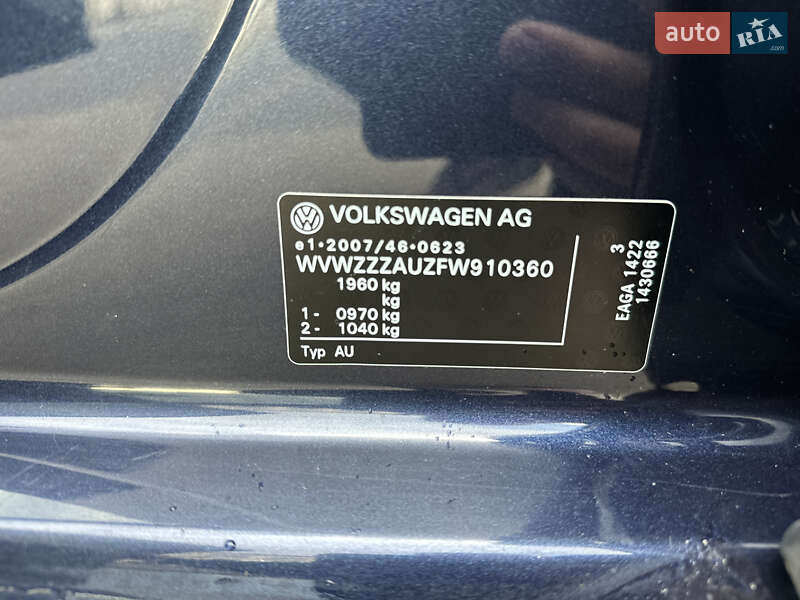 auto RIA
.com
VOLKSWAGEN AG
e1*2007/46*0623
WVWZZZAUZFW910360
1960 kg
kg
1- 0970 kg
2- 1040 kg
Typ AU
3
EAGA 1422
1430666